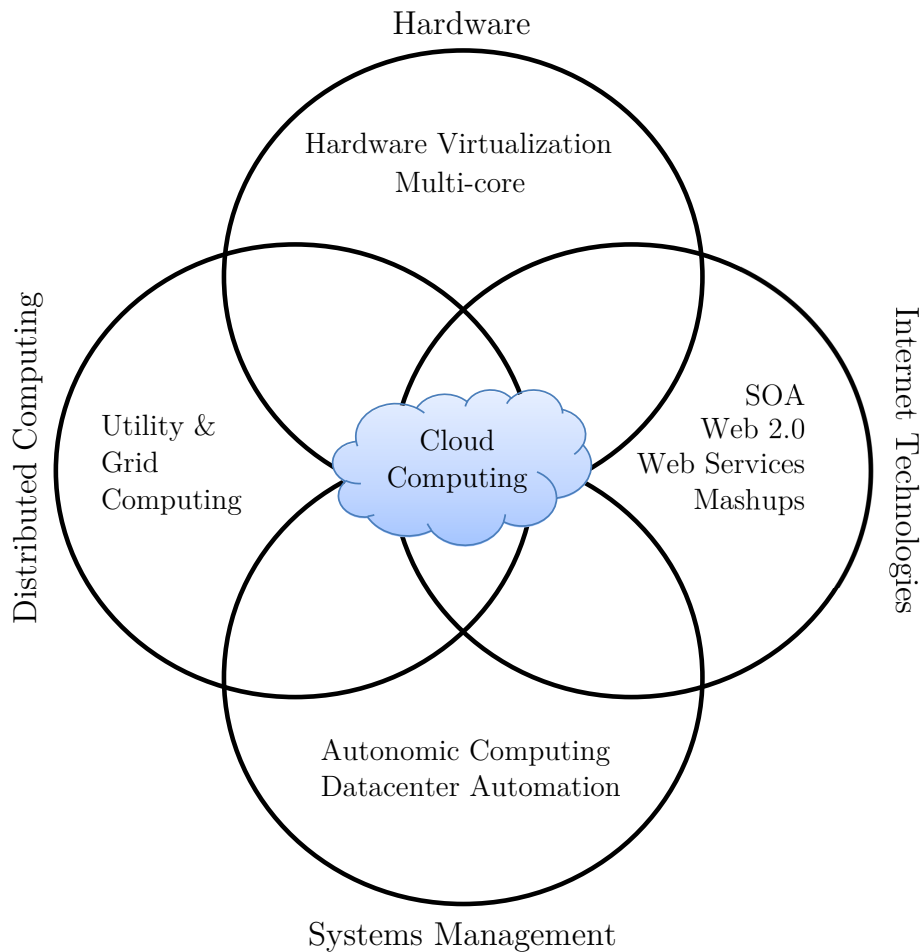 Hardware
Hardware Virtualization
Multi-core
Distributed Computing
Utility &
Grid
Computing
Cloud
Computing
SOA
Web 2.0
Web Services
Mashups
Internet Technologies
Autonomic Computing
Datacenter Automation
Systems Management